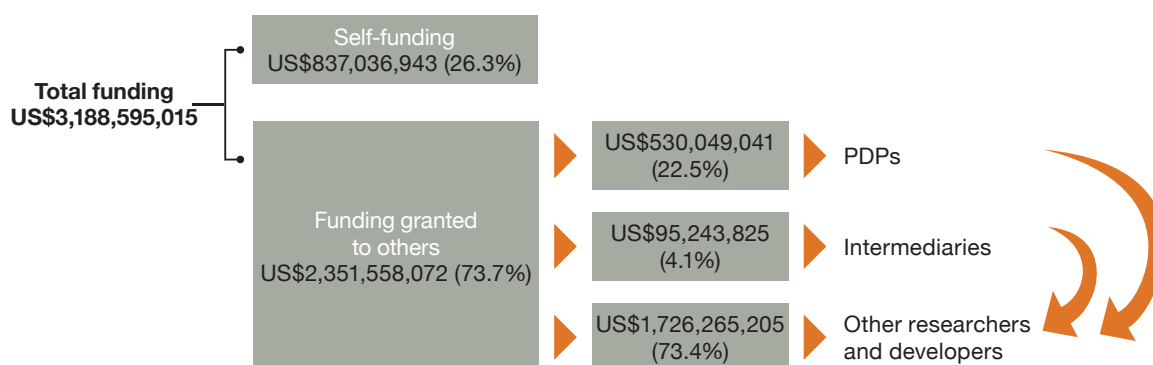 Self-funding
US$837,036,943 (26.3%)
Total funding
US$3,188,595,015
Funding granted
to others
US$2,351,558,072 (73.7%)
US$530,049,041
(22.5%)
PDPs
US$95,243,825
(4.1%)
Intermediaries
US$1,726,265,205
(73.4%)
Other researchers
and developers